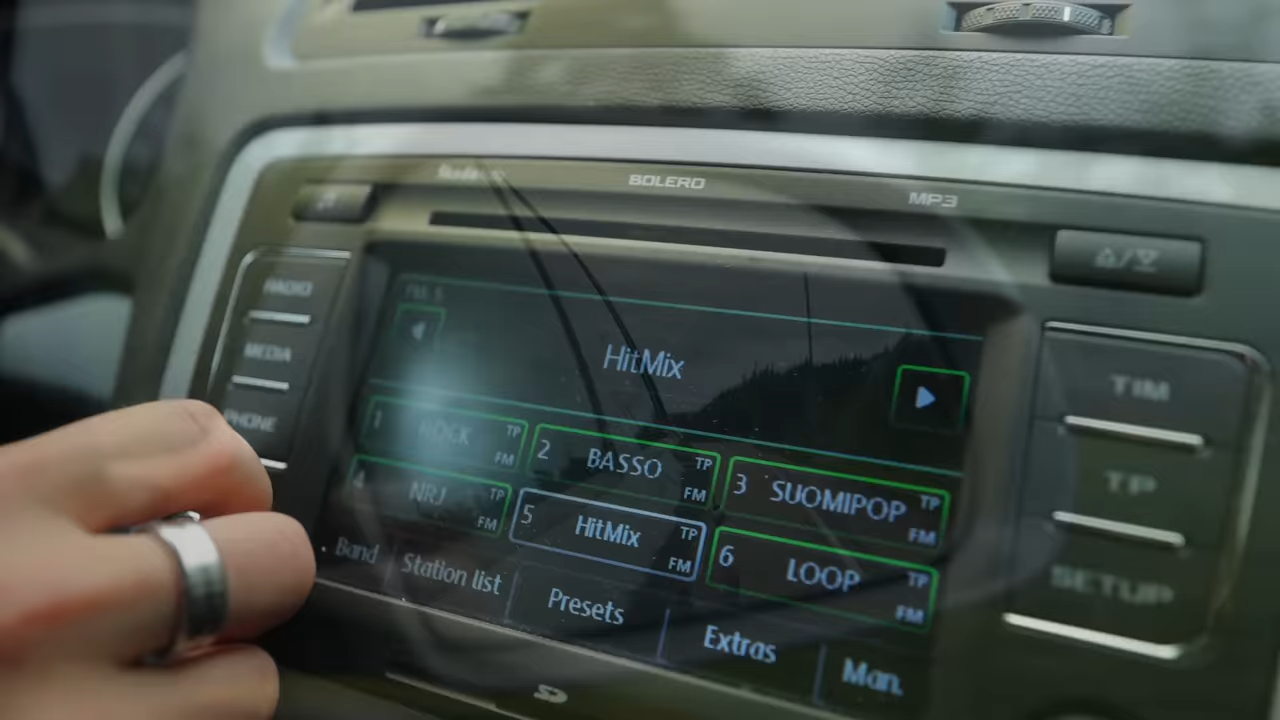 BOLERO
MP3
RADIO
MEDIA
PHONE
HitMix
1 ROCK TP FM
2 BASSO TP FM
3 SUOMIPOP TP FM
4 NRJ TP FM
5 HitMix TP FM
6 LOOP TP FM
Band
Station list
Presets
Extras
Man.
TIM
TP
SETUP
SD